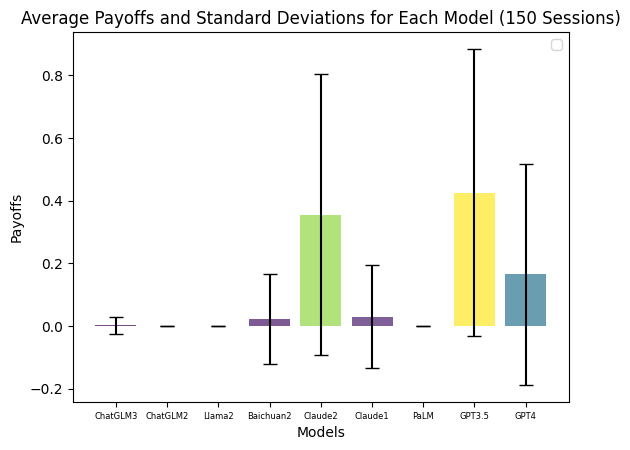 Average Payoffs and Standard Deviations for Each Model (150 Sessions)
0.8
0.6
0.4
0.2
0.0
−0.2
Payoffs
ChatGLM3 ChatGLM2 Llama2 Baichuan2 Claude2 Claude1 PaLM GPT3.5 GPT4
Models